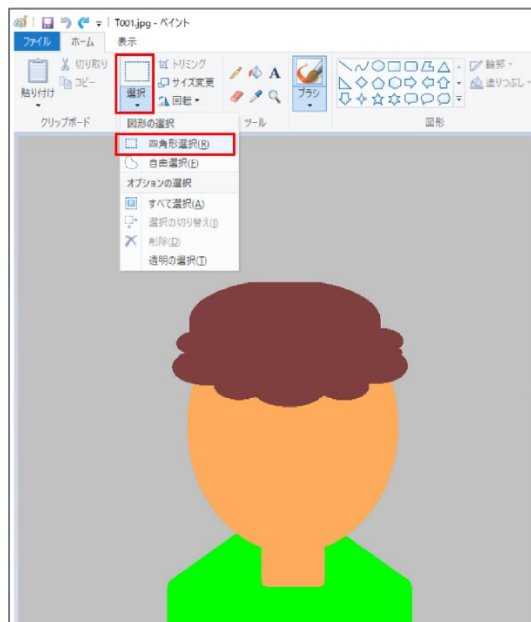 T001.jpg - ペイント
ファイル ホーム 表示
貼り付け
切り取り
コピー
クリップボード
選択
トリミング
サイズ変更
回転
A
ツール
ブラシ
輪郭
塗りつぶし
図形
図形の選択
四角形選択(R)
自由選択(F)
オプションの選択
すべて選択(A)
選択の切り替え(I)
削除(D)
透明の選択(T)